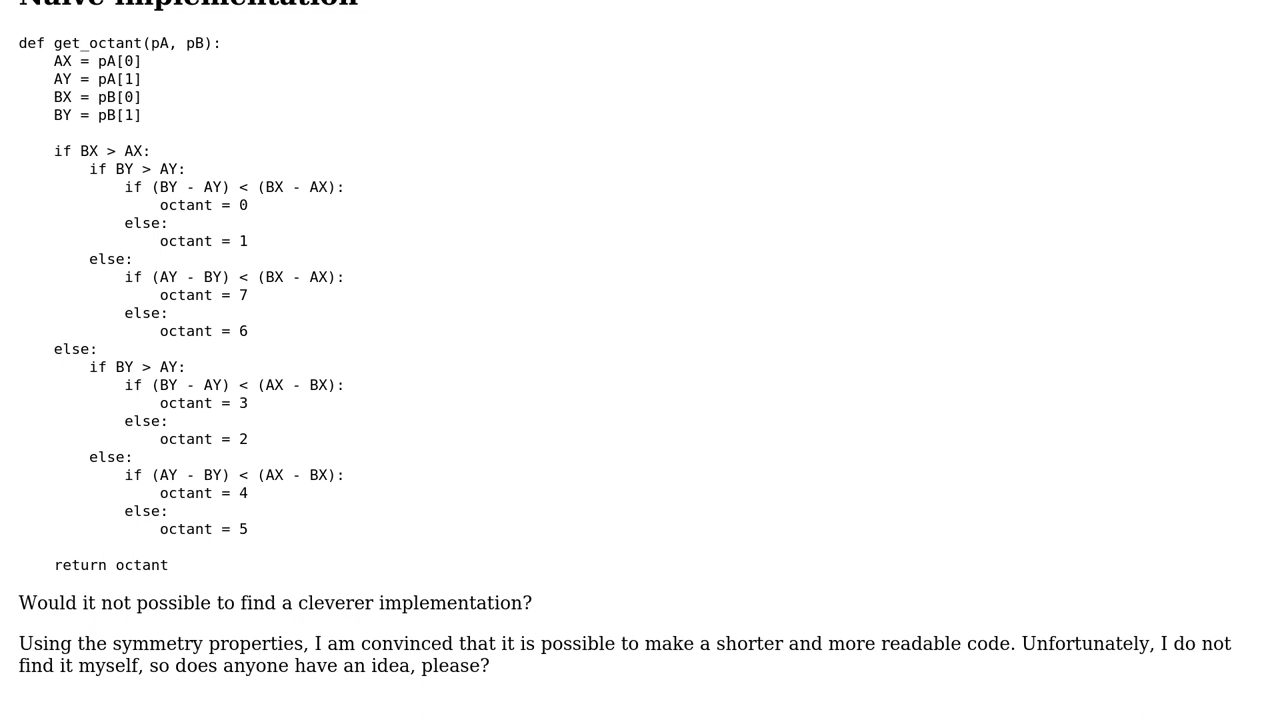 Naive implementation
def get_octant(pA, pB):
    AX = pA[0]
    AY = pA[1]
    BX = pB[0]
    BY = pB[1]

    if BX > AX:
        if BY > AY:
            if (BY - AY) < (BX - AX):
                octant = 0
            else:
                octant = 1
        else:
            if (AY - BY) < (BX - AX):
                octant = 7
            else:
                octant = 6
    else:
        if BY > AY:
            if (BY - AY) < (AX - BX):
                octant = 3
            else:
                octant = 2
        else:
            if (AY - BY) < (AX - BX):
                octant = 4
            else:
                octant = 5

    return octant
Would it not possible to find a cleverer implementation?
Using the symmetry properties, I am convinced that it is possible to make a shorter and more readable code. Unfortunately, I do not
find it myself, so does anyone have an idea, please?